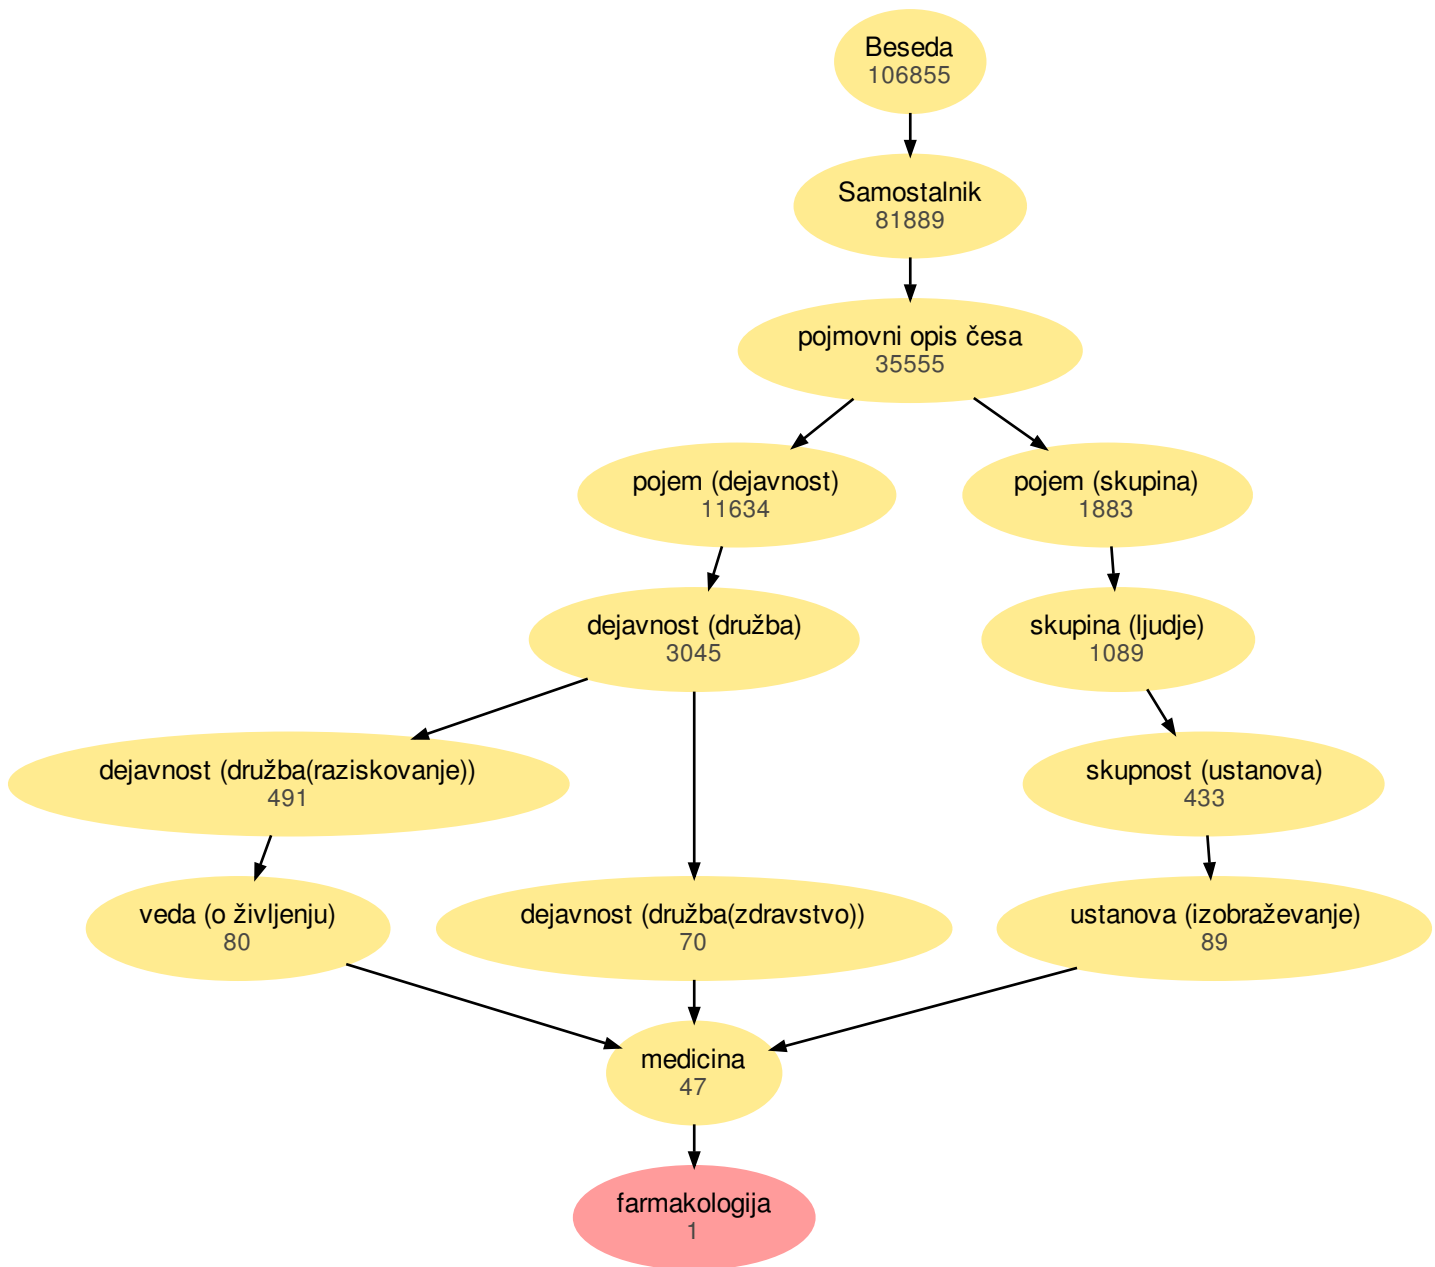 Beseda
106855
Samostalnik
81889
pojmovni opis česa
35555
pojem (dejavnost)
11634
pojem (skupina)
1883
dejavnost (družba)
3045
skupina (ljudje)
1089
dejavnost (družba(raziskovanje))
491
skupnost (ustanova)
433
veda (o življenju)
80
dejavnost (družba(zdravstvo))
70
ustanova (izobraževanje)
89
medicina
47
farmakologija
1